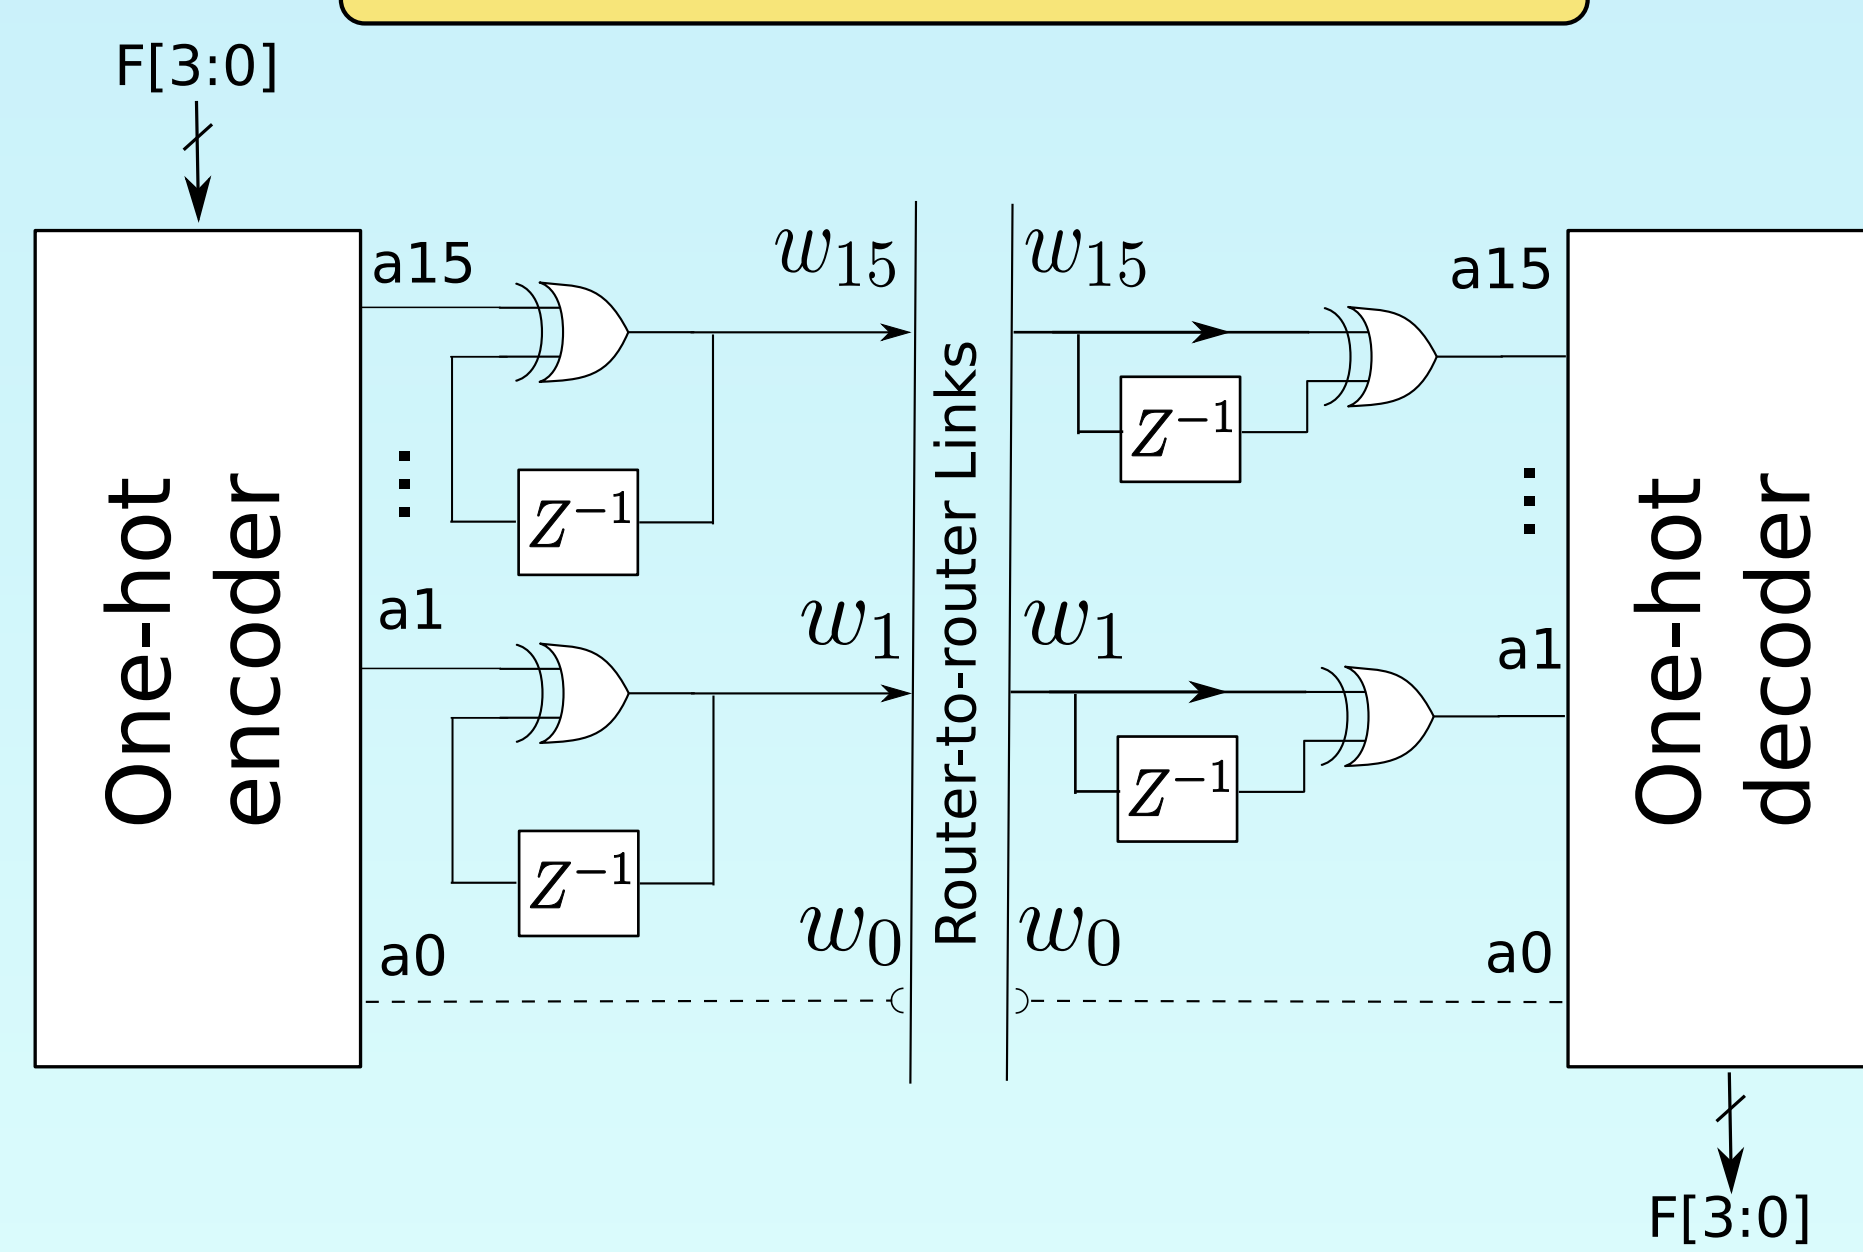 F[3:0]
One-hot
encoder
a15
w15
a1
w1
a0
w0
Z−1
Z−1
Router-to-router Links
w15
a15
Z−1
w1
a1
Z−1
w0
a0
One-hot
decoder
F[3:0]